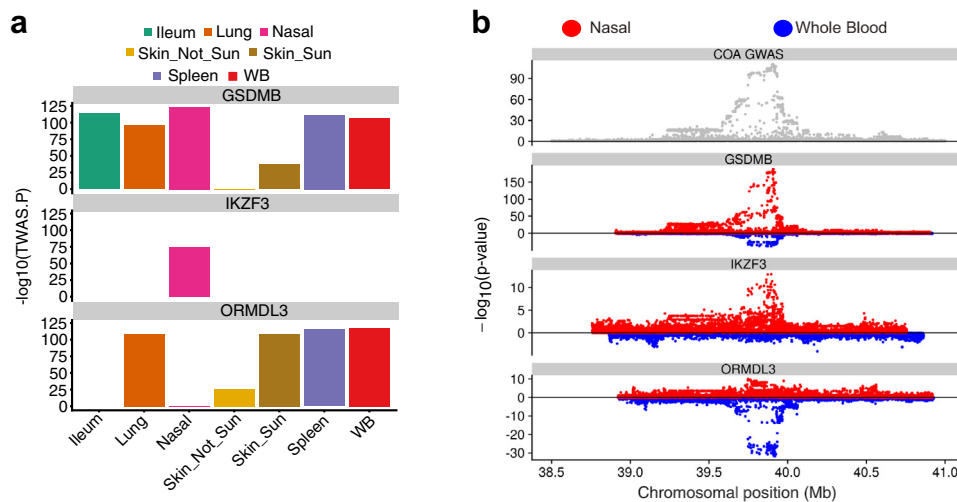 a
Ileum Lung Nasal
Skin_Not_Sun Skin_Sun
Spleen WB
GSDMB
125
100
75
50
25
0
IKZF3
125
100
75
50
25
0
ORMDL3
125
100
75
50
25
0
-log10(TWAS.P)
Ileum
Lung
Nasal
Skin_Not_Sun
Skin_Sun
Spleen
WB
b
Nasal Whole Blood
COA GWAS
90
60
30
0
GSDMB
150
100
50
0
IKZF3
10
5
0
ORMDL3
10
0
-10
-20
-30
−log10(p-value)
38.5 39.0 39.5 40.0 40.5 41.0
Chromosomal position (Mb)